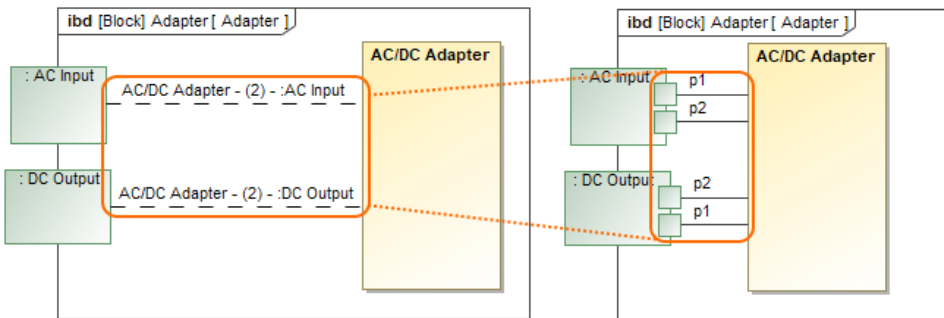 ibd [Block] Adapter [ Adapter ]
AC/DC Adapter
: AC Input
AC/DC Adapter - (2) - :AC Input
: DC Output
AC/DC Adapter - (2) - :DC Output
ibd [Block] Adapter [ Adapter ]
AC/DC Adapter
: AC Input
p1
p2
: DC Output
p2
p1